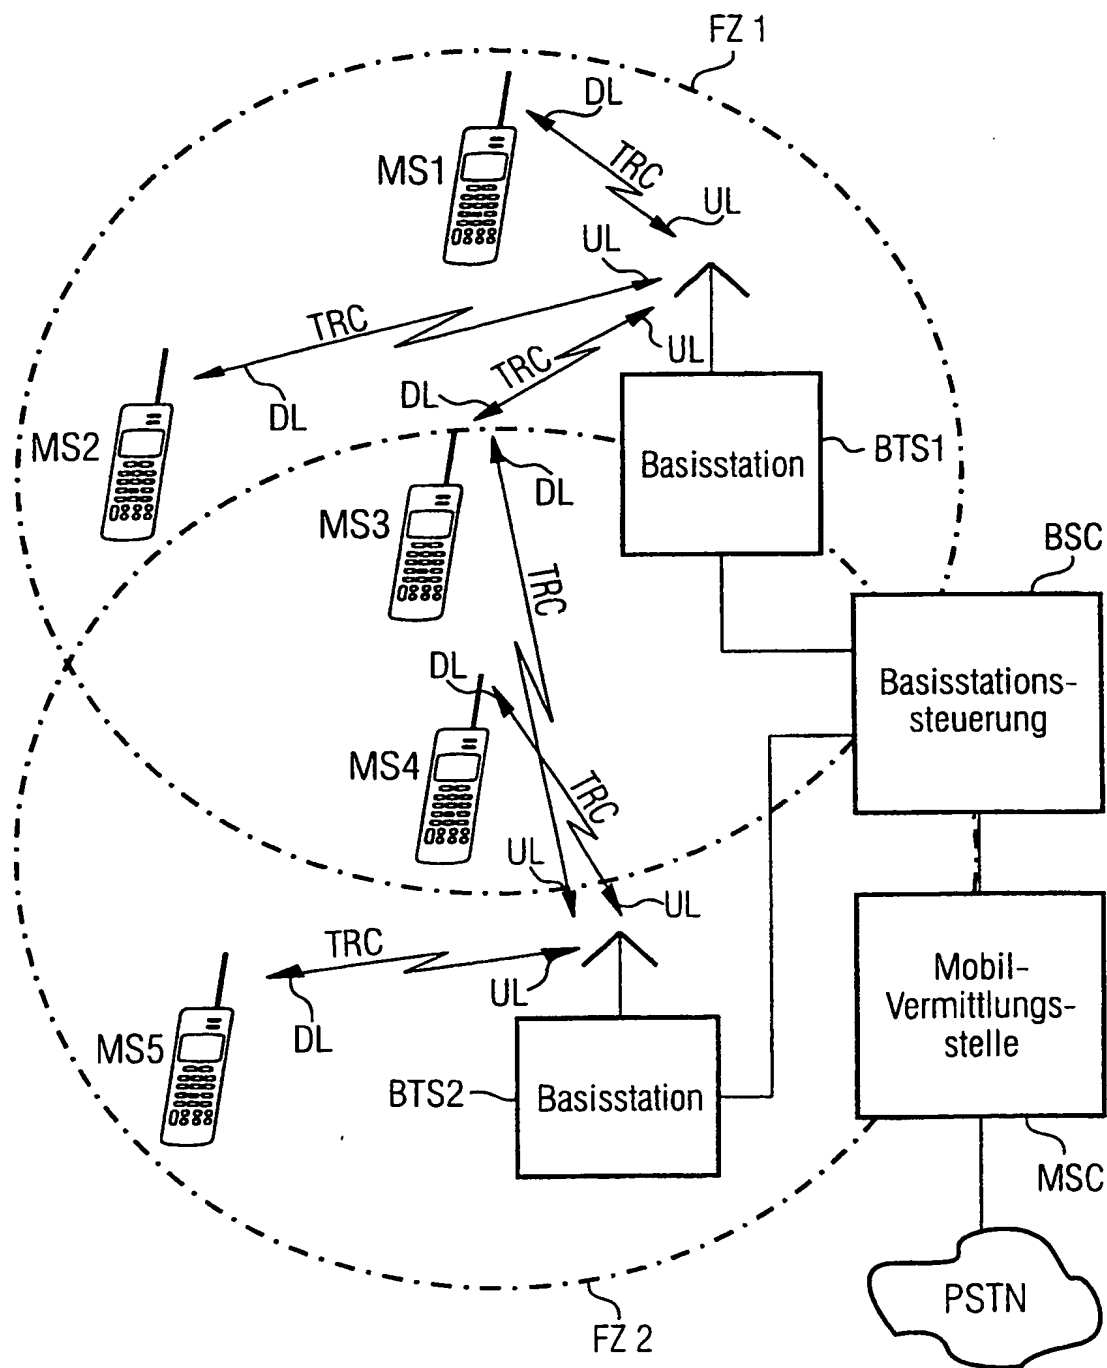 FZ 1
DL
TRC
MS1
UL
UL
TRC
UL
TRC
DL
DL
MS2
Basisstation
BTS1
DL
MS3
BSC
TRC
DL
Basisstations-
steuerung
MS4
TRC
UL
UL
TRC
Mobil-
Vermittlungs-
stelle
UL
DL
MS5
BTS2
Basisstation
MSC
PSTN
FZ 2